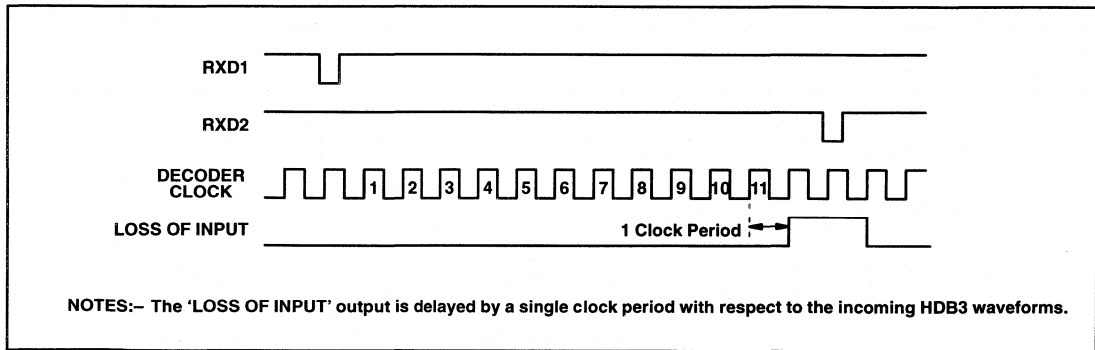 RXD1
RXD2
DECODER
CLOCK
1 2 3 4 5 6 7 8 9 10 11
LOSS OF INPUT
1 Clock Period
NOTES:– The 'LOSS OF INPUT' output is delayed by a single clock period with respect to the incoming HDB3 waveforms.